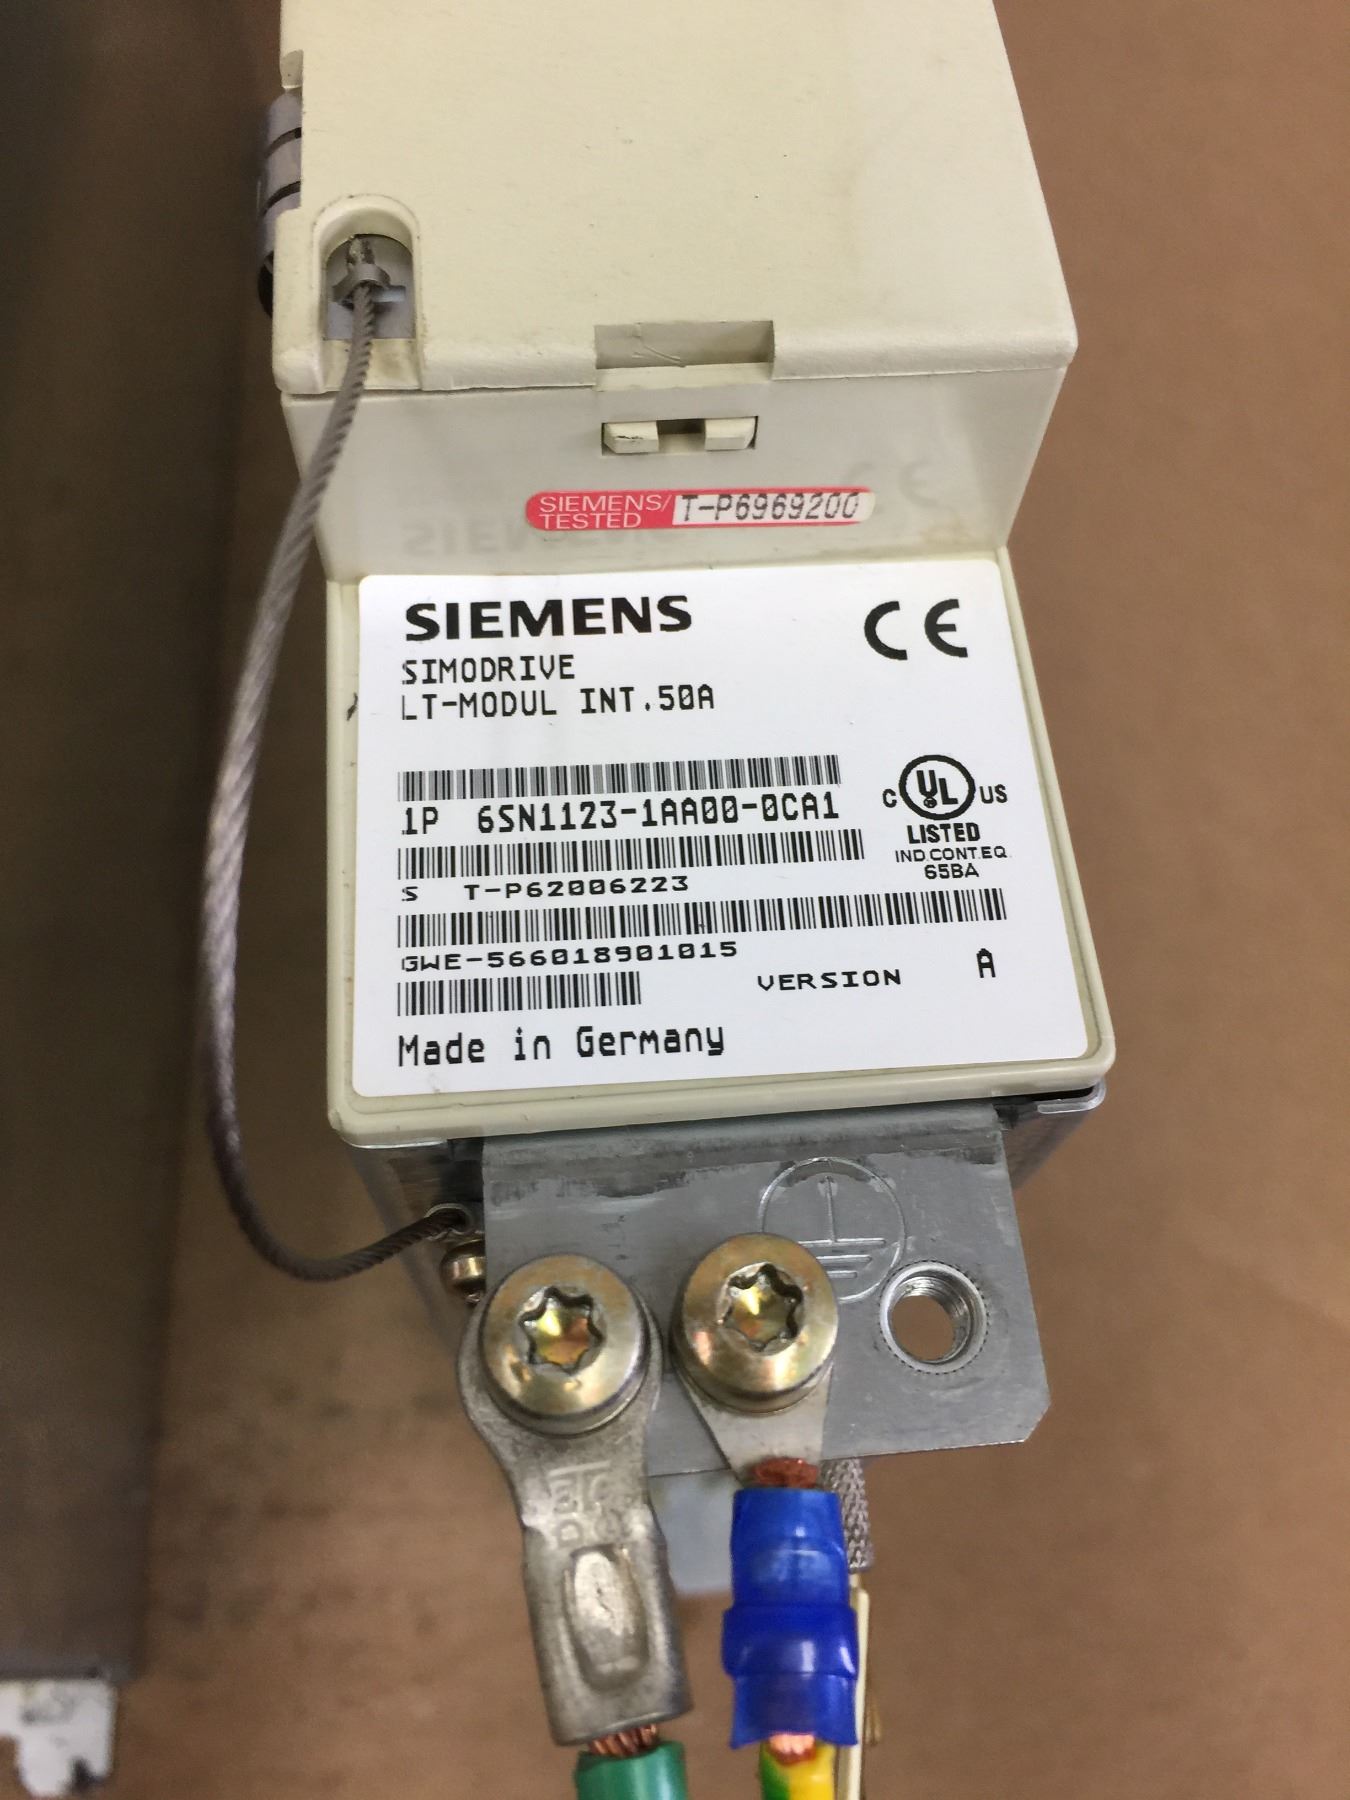 SIEMENS/ T-P6969200
TESTED
SIEMENS
CE
SIMODRIVE
LT-MODUL INT.50A
1P 6SN1123-1AA00-0CA1
C UL US
LISTED
IND.CONT.EQ.
65BA
S T-P62006223
GWE-566018901015
VERSION A
Made in Germany